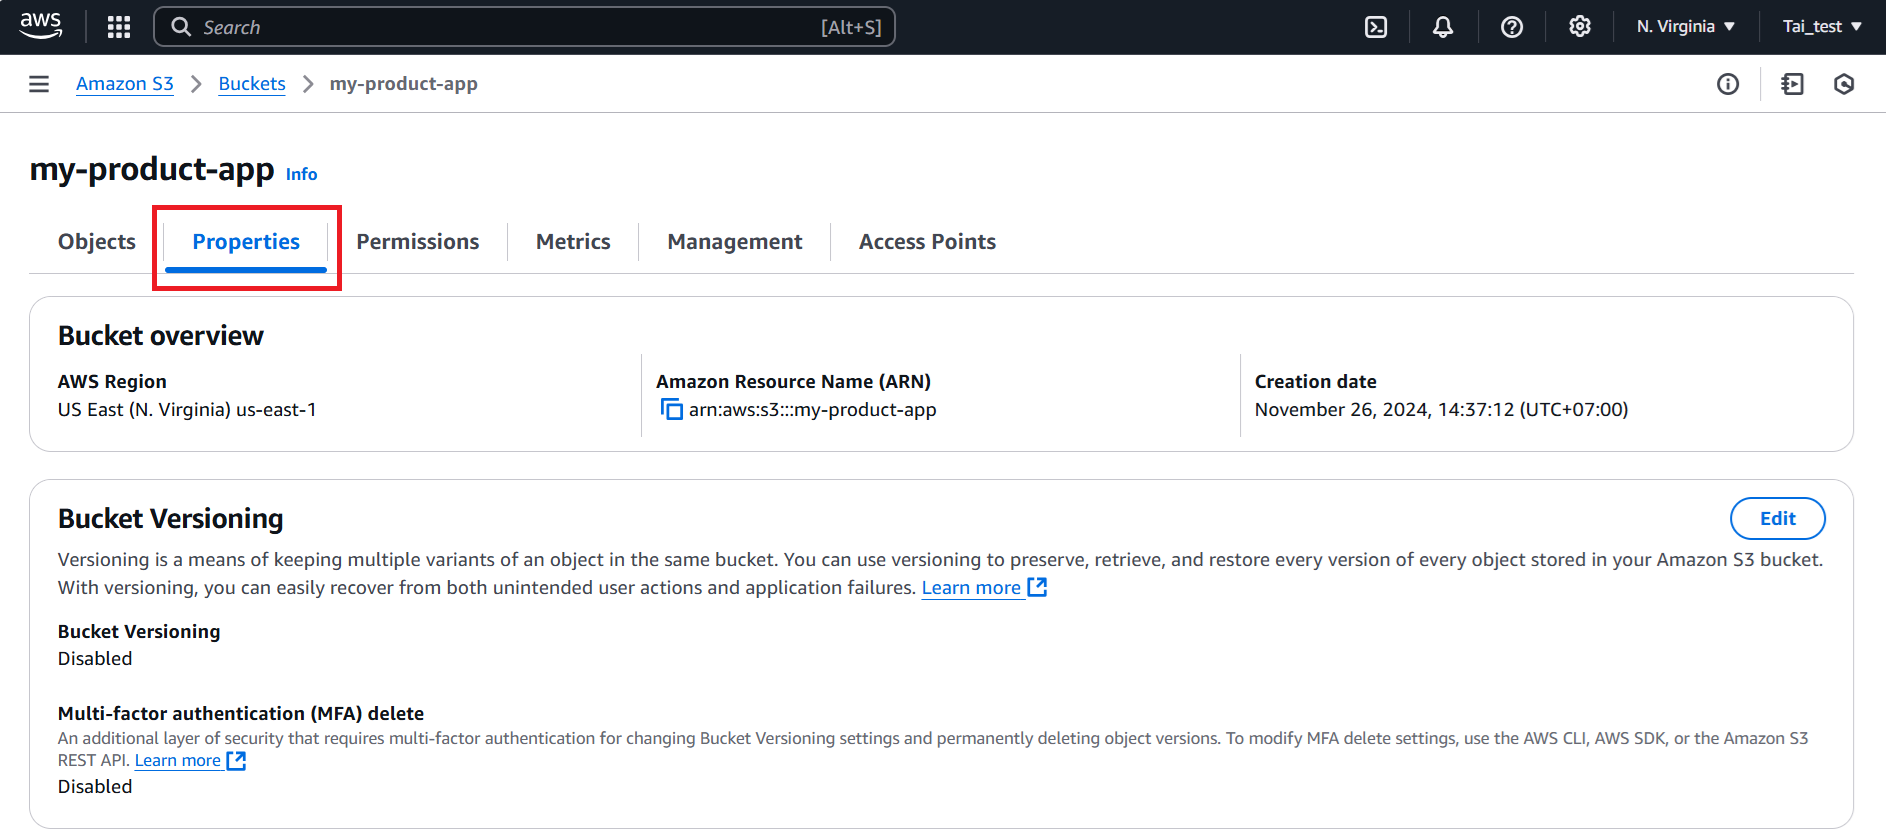 aws
Search [Alt+S]
N. Virginia
Tai_test
Amazon S3 Buckets my-product-app
my-product-app Info
Objects Properties Permissions Metrics Management Access Points
Bucket overview
AWS Region
US East (N. Virginia) us-east-1
Amazon Resource Name (ARN)
arn:aws:s3:::my-product-app
Creation date
November 26, 2024, 14:37:12 (UTC+07:00)
Bucket Versioning
Edit
Versioning is a means of keeping multiple variants of an object in the same bucket. You can use versioning to preserve, retrieve, and restore every version of every object stored in your Amazon S3 bucket.
With versioning, you can easily recover from both unintended user actions and application failures. Learn more
Bucket Versioning
Disabled
Multi-factor authentication (MFA) delete
An additional layer of security that requires multi-factor authentication for changing Bucket Versioning settings and permanently deleting object versions. To modify MFA delete settings, use the AWS CLI, AWS SDK, or the Amazon S3
REST API. Learn more
Disabled